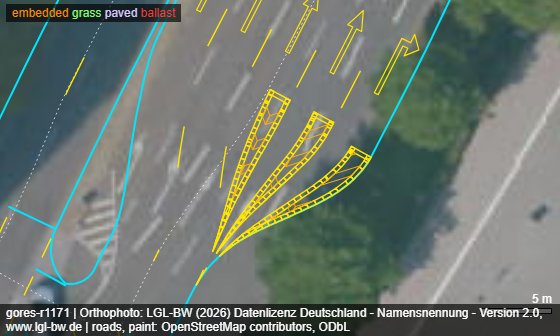 embedded grass paved ballast
5 m
gores-r1171 | Orthophoto: LGL-BW (2026) Datenlizenz Deutschland - Namensnennung - Version 2.0,
www.lgl-bw.de | roads, paint: OpenStreetMap contributors, ODbL